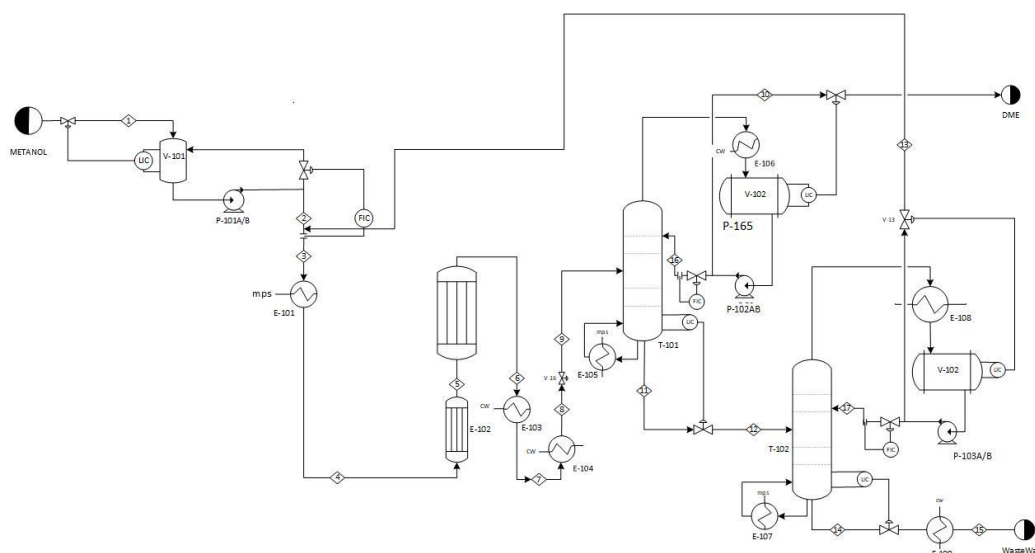 METANOL
1
LIC
V-101
P-101A/B
2
FIC
3
mps
E-101
4
5
E-102
6
CW
E-103
7
8
CW
E-104
V 16
9
10
DME
CW
E-106
V-102
LIC
P-165
16
FIC
P-102AB
LIC
T-101
mps
E-105
11
12
13
V 13
E-108
V-102
LIC
17
FIC
P-103A/B
T-102
LIC
mps
E-107
14
cw
15
WasteWa